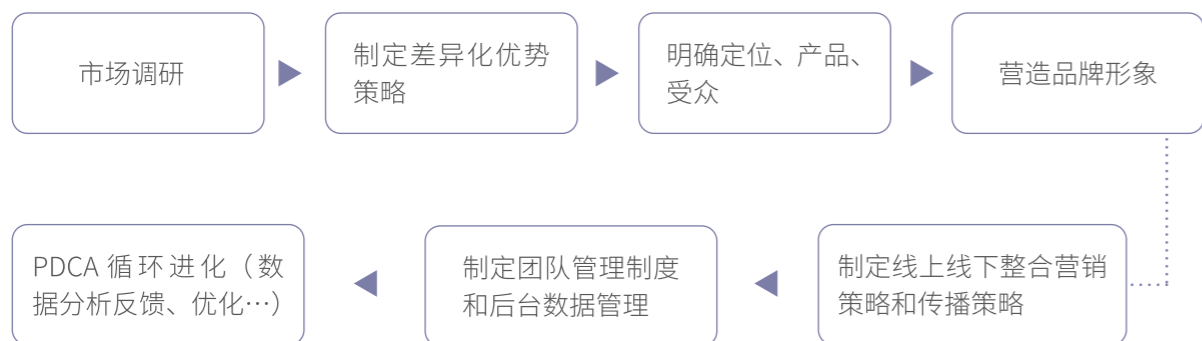 市场调研
制定差异化优势
策略
明确定位、产品、
受众
营造品牌形象
制定线上线下整合营销
策略和传播策略
制定团队管理制度
和后台数据管理
PDCA 循环进化（数
据分析反馈、优化…）